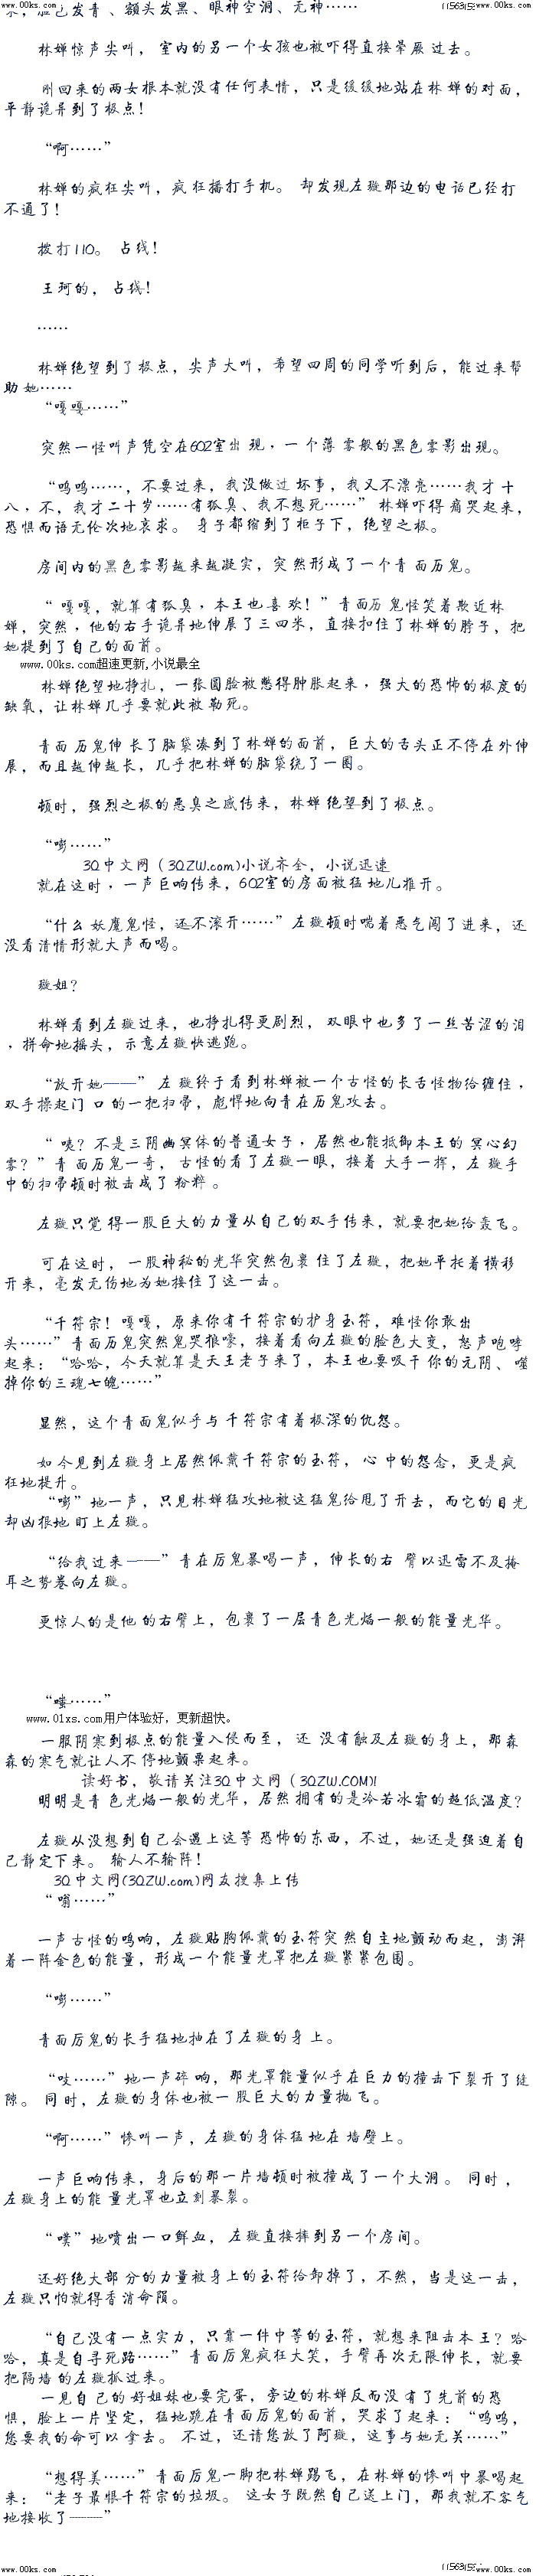 www.00ks.com
www.00ks.com
、脸色发青、额头发黑、眼神空洞、无神……
林婵惊声尖叫，室内的另一个女孩也被吓得直接晕厥过去。
刚回来的两女根本就没有任何表情，只是缓缓地站在林婵的对面，
平静诡异到了极点！
“啊……”
林婵的疯狂尖叫，疯狂播打手机。却发现左璇那边的电话已经打
不通了！
拨打110。占线！
王珂的，占线！
……
林婵绝望到了极点，尖声大叫，希望四周的同学听到后，能过来帮
助她……
“嘎嘎……”
突然一怪叫声凭空在602室出现，一个薄雾般的黑色雾影出现。
“呜呜……，不要过来，我没做过坏事，我又不漂亮……我才十
八，不，我才二十岁……有狐臭、我不想死……”林婵吓得痛哭起来，
恐惧而语无伦次地哀求。身子都缩到了柜子下，绝望之极。
房间内的黑色雾影越来越凝实，突然形成了一个青面历鬼。
“嘎嘎，就算有狐臭，本王也喜欢！”青面历鬼怪笑着欺近林
婵，突然，他的右手诡异地伸展了三四米，直接扣住了林婵的脖子，把
她提到了自己的面前。
www.00ks.com超速更新,小说最全
林婵绝望地挣扎，一张圆脸被憋得肿胀起来，强大的恐怖的极度的
缺氧，让林婵几乎要就此被勒死。
青面历鬼伸长了脑袋凑到了林婵的面前，巨大的舌头正不停在外伸
展，而且越伸越长，几乎把林婵的脑袋绕了一圈。
顿时，强烈之极的恶臭之感传来，林婵绝望到了极点。
“嘭……”
3Q中文网（3QZW.com)小说齐全，小说迅速
就在这时，一声巨响传来，602室的房面被猛地儿推开。
“什么妖魔鬼怪，还不滚开……”左璇顿时喘着恶气闯了进来，还
没看清情形就大声而喝。
璇姐？
林婵看到左璇过来，也挣扎得更剧烈，双眼中也多了一丝苦涩的泪
，拼命地摇头，示意左璇快逃跑。
“放开她——”左璇终于看到林婵被一个古怪的长舌怪物给缠住，
双手操起门口的一把扫帚，彪悍地向青在历鬼攻去。
“咦？不是三阴幽冥体的普通女子，居然也能抵御本王的冥心幻
雾？”青面历鬼一奇，古怪的看了左璇一眼，接着大手一挥，左璇手
中的扫帚顿时被击成了粉粹。
左璇只觉得一股巨大的力量从自己的双手传来，就要把她给轰飞。
可在这时，一股神秘的光华突然包裹住了左璇，把她平托着横移
开来，毫发无伤地为她接住了这一击。
“千符宗！嘎嘎，原来你有千符宗的护身玉符，难怪你敢出
头……”青面历鬼突然鬼哭狼嚎，接着看向左璇的脸色大变，怒声咆哮
起来：“哈哈，今天就算是天王老子来了，本王也要吸干你的元阴、噬
掉你的三魂七魄……”
显然，这个青面鬼似乎与千符宗有着极深的仇怨。
如今见到左璇身上居然佩戴千符宗的玉符，心中的怨念，更是疯
狂地提升。
“嘭”地一声，只见林婵猛攻地被这猛鬼给甩了开去，而它的目光
却凶狠地盯上左璇。
“给我过来——”青在历鬼暴喝一声，伸长的右臂以迅雷不及掩
耳之势卷向左璇。
更惊人的是他的右臂上，包裹了一层青色光焰一般的能量光华。
“嗤……”
www.01xs.com用户体验好，更新超快。
一服阴寒到极点的能量入侵而至，还没有触及左璇的身上，那森
森的寒气就让人不停地颤票起来。
读好书，敬请关注3Q中文网（3QZW.COM)l
明明是青色光焰一般的光华，居然拥有的是冷若冰霜的超低温度？
左璇从没想到自己会遇上这等恐怖的东西，不过，她还是强迫着自
己静定下来。输人不输阵！
3Q中文网(3QZW.com)网友搜集上传
“嗡……”
一声古怪的鸣响，左璇贴胸佩戴的玉符突然自主地颤动而起，澎湃
着一阵金色的能量，形成一个能量光罩把左璇紧紧包围。
“嘭……”
青面厉鬼的长手猛地抽在了左璇的身上。
“吱……”地一声碎响，那光罩能量似乎在巨力的撞击下裂开了缝
隙。同时，左璇的身体也被一股巨大的力量抛飞。
“啊……”惨叫一声，左璇的身体猛地在墙壁上。
一声巨响传来，身后的那一片墙顿时被撞成了一个大洞。同时，
左璇身上的能量光罩也立刻暴裂。
“噗”地喷出一口鲜血，左璇直接摔到另一个房间。
还好绝大部分的力量被身上的玉符给卸掉了，不然，当是这一击，
左璇只怕就得香消命陨。
“自己没有一点实力，只靠一件中等的玉符，就想来阻击本王？哈
哈，真是自寻死路……”青面厉鬼疯狂大笑，手臂再次无限伸长，就要
把隔墙的左璇抓过来。
一见自己的好姐妹也要完蛋，旁边的林婵反而没有了先前的恐
惧，脸上一片坚定，猛地跪在青面厉鬼的面前，哭求了起来：“呜呜，
您要我的命可以拿去。不过，还请您放了阿璇，这事与她无关……”
“想得美……”青面厉鬼一脚把林婵踢飞，在林婵的惨叫中暴喝起
来：“老子最恨千符宗的垃圾。这女子既然自己送上门，那我就不客气
地接收了——”
www.00ks.com
www.00ks.com